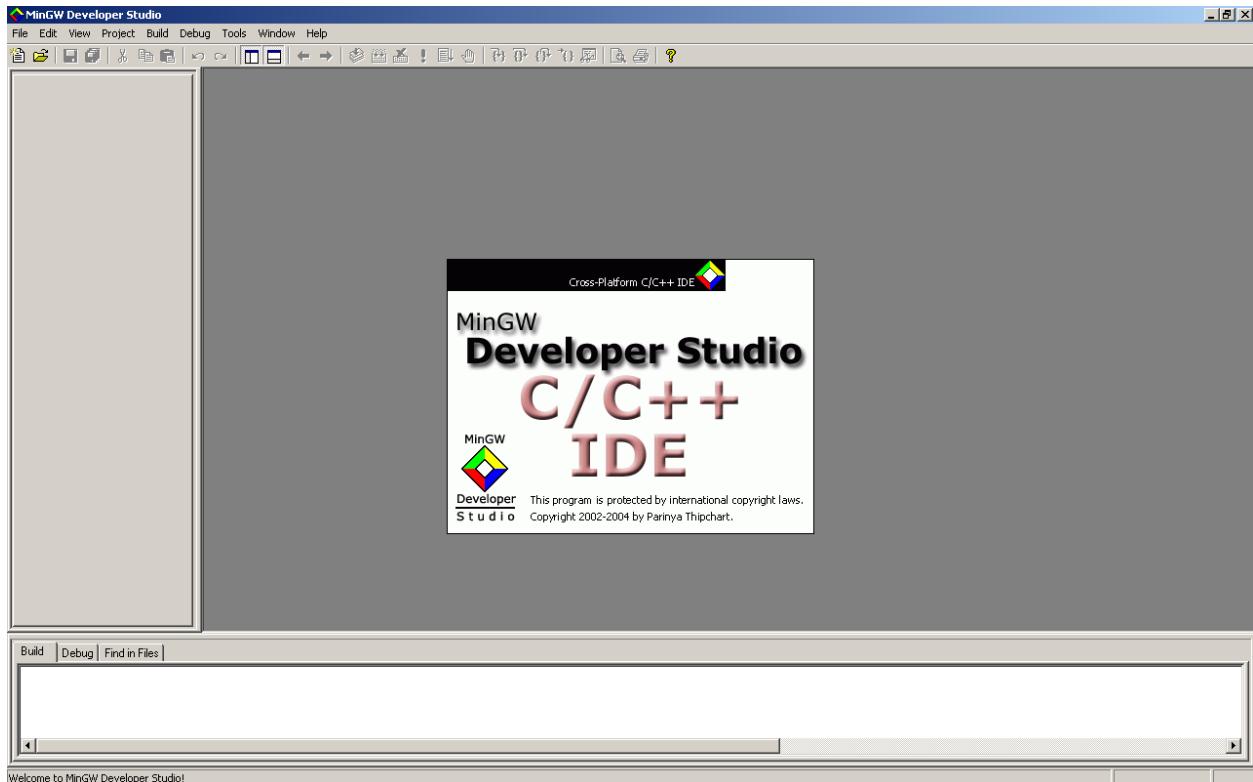 MinGW Developer Studio
File Edit View Project Build Debug Tools Window Help
Cross-Platform C/C++ IDE
MinGW
Developer Studio
C/C++
IDE
MinGW
Developer
Studio
This program is protected by international copyright laws.
Copyright 2002-2004 by Parinya Thipchart.
Build Debug Find in Files
Welcome to MinGW Developer Studio!